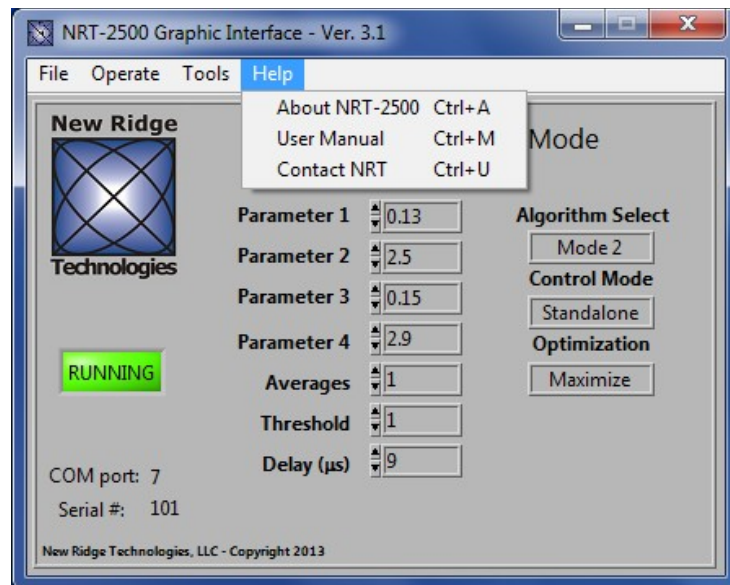 NRT-2500 Graphic Interface - Ver. 3.1
File Operate Tools Help
About NRT-2500 Ctrl+A
User Manual Ctrl+M
Contact NRT Ctrl+U
New Ridge
Technologies
Mode
Parameter 1 0.13
Parameter 2 2.5
Parameter 3 0.15
Parameter 4 2.9
Averages 1
Threshold 1
Delay (µs) 9
Algorithm Select
Mode 2
Control Mode
Standalone
Optimization
Maximize
RUNNING
COM port: 7
Serial #: 101
New Ridge Technologies, LLC - Copyright 2013